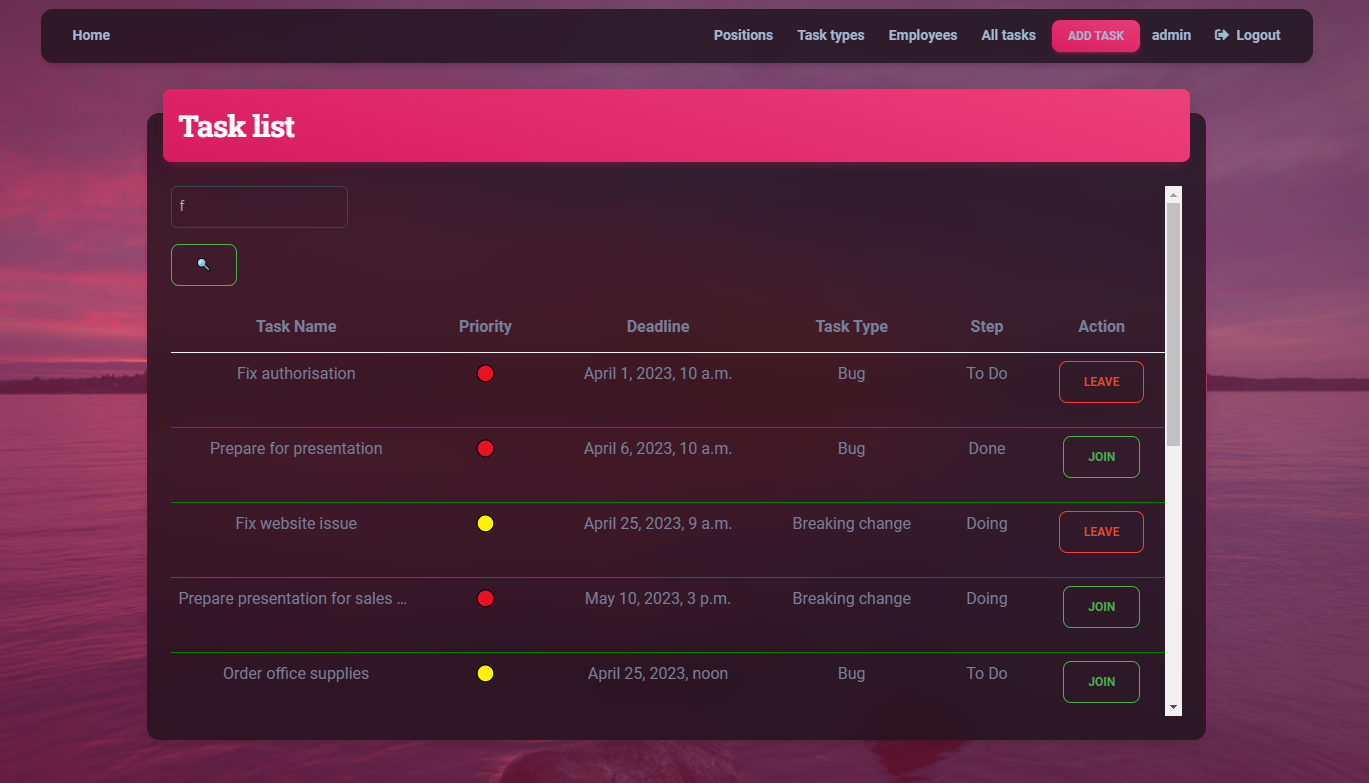 Home Positions Task types Employees All tasks ADD TASK admin Logout
Task list
f
Task Name Priority Deadline Task Type Step Action
Fix authorisation April 1, 2023, 10 a.m. Bug To Do LEAVE
Prepare for presentation April 6, 2023, 10 a.m. Bug Done JOIN
Fix website issue April 25, 2023, 9 a.m. Breaking change Doing LEAVE
Prepare presentation for sales ... May 10, 2023, 3 p.m. Breaking change Doing JOIN
Order office supplies April 25, 2023, noon Bug To Do JOIN